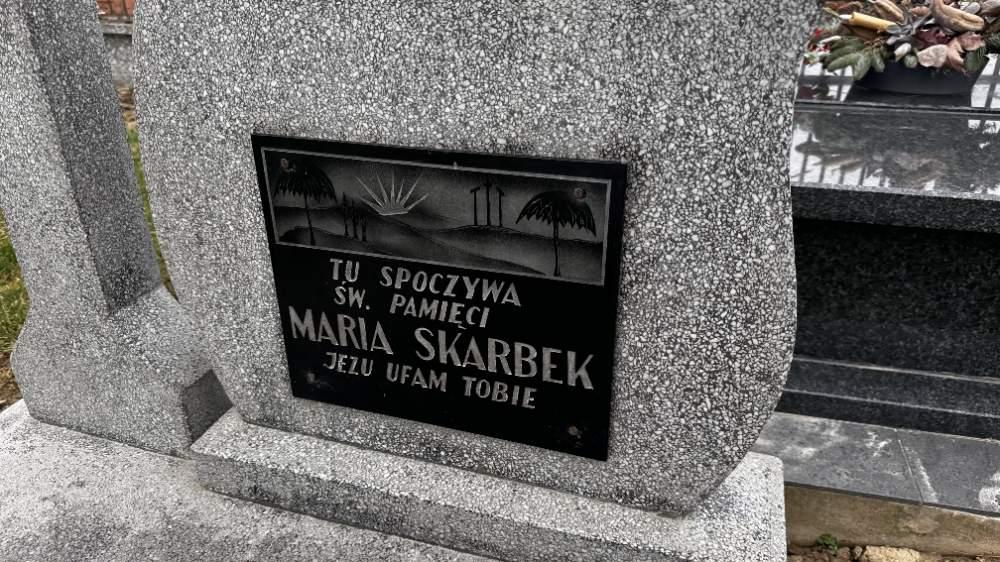 TU SPOCZYWA
ŚW. PAMIĘCI
MARIA SKARBEK
JEZU UFAM TOBIE